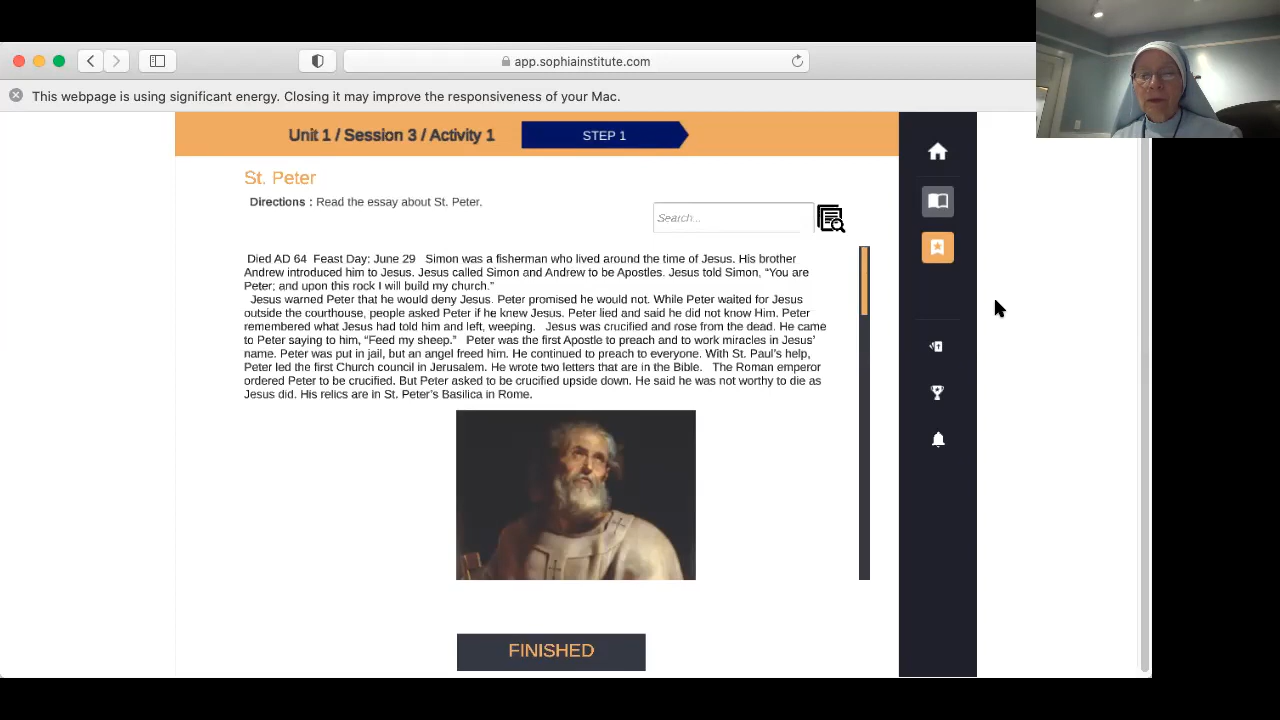 app.sophiainstitute.com
This webpage is using significant energy. Closing it may improve the responsiveness of your Mac.
Unit 1 / Session 3 / Activity 1
STEP 1
St. Peter
Directions : Read the essay about St. Peter.
Search...
Died AD 64  Feast Day: June 29   Simon was a fisherman who lived around the time of Jesus. His brother
Andrew introduced him to Jesus. Jesus called Simon and Andrew to be Apostles. Jesus told Simon, “You are
Peter; and upon this rock I will build my church.”
Jesus warned Peter that he would deny Jesus. Peter promised he would not. While Peter waited for Jesus
outside the courthouse, people asked Peter if he knew Jesus. Peter lied and said he did not know Him. Peter
remembered what Jesus had told him and left, weeping.   Jesus was crucified and rose from the dead. He came
to Peter saying to him, “Feed my sheep.”   Peter was the first Apostle to preach and to work miracles in Jesus’
name. Peter was put in jail, but an angel freed him. He continued to preach to everyone. With St. Paul’s help,
Peter led the first Church council in Jerusalem. He wrote two letters that are in the Bible.   The Roman emperor
ordered Peter to be crucified. But Peter asked to be crucified upside down. He said he was not worthy to die as
Jesus did. His relics are in St. Peter’s Basilica in Rome.
FINISHED